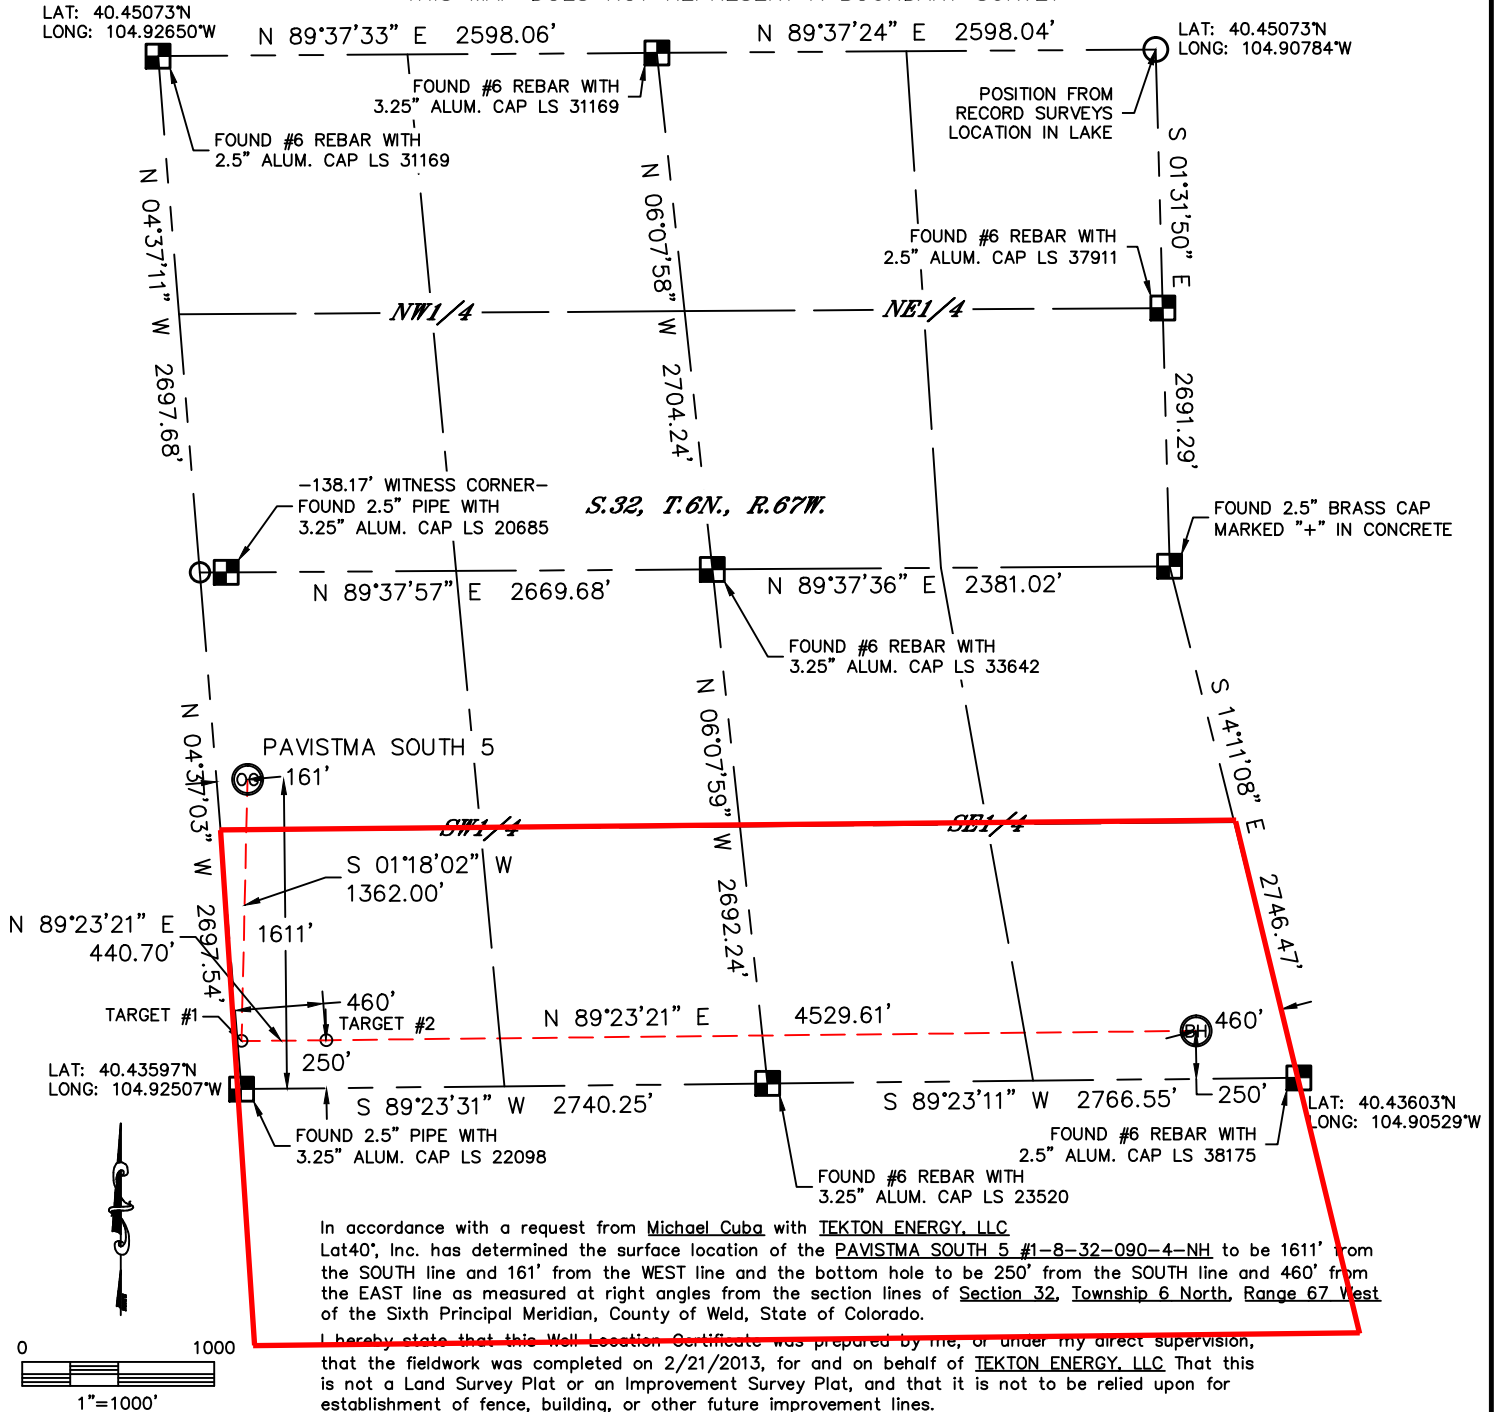 LAT: 40.45073°N
LONG: 104.92650°W
N 89°37'33" E 2598.06'
N 89°37'24" E 2598.04'
LAT: 40.45073°N
LONG: 104.90784°W
FOUND #6 REBAR WITH
3.25" ALUM. CAP LS 31169
POSITION FROM
RECORD SURVEYS
LOCATION IN LAKE
FOUND #6 REBAR WITH
2.5" ALUM. CAP LS 31169
N 04°37'11" W 2697.68'
N 06°07'58" W 2704.24'
S 01°31'50" E 2691.29'
FOUND #6 REBAR WITH
2.5" ALUM. CAP LS 37911
NW1/4
NE1/4
-138.17' WITNESS CORNER-
FOUND 2.5" PIPE WITH
3.25" ALUM. CAP LS 20685
S.32, T.6N., R.67W.
FOUND 2.5" BRASS CAP
MARKED "+" IN CONCRETE
N 89°37'57" E 2669.68'
N 89°37'36" E 2381.02'
FOUND #6 REBAR WITH
3.25" ALUM. CAP LS 33642
N 04°37'03" W 2697.54'
N 06°07'59" W 2692.24'
S 14°11'08" E 2746.47'
PAVISTMA SOUTH 5
OG
161'
SW1/4
SE1/4
S 01°18'02" W
1362.00'
N 89°23'21" E
440.70'
1611'
460'
TARGET #1
TARGET #2
N 89°23'21" E 4529.61'
BH
460'
250'
LAT: 40.43597°N
LONG: 104.92507°W
S 89°23'31" W 2740.25'
S 89°23'11" W 2766.55'
250'
LAT: 40.43603°N
LONG: 104.90529°W
FOUND 2.5" PIPE WITH
3.25" ALUM. CAP LS 22098
FOUND #6 REBAR WITH
2.5" ALUM. CAP LS 38175
FOUND #6 REBAR WITH
3.25" ALUM. CAP LS 23520
In accordance with a request from Michael Cuba with TEKTON ENERGY, LLC
Lat40°, Inc. has determined the surface location of the PAVISTMA SOUTH 5 #1-8-32-090-4-NH to be 1611' from
the SOUTH line and 161' from the WEST line and the bottom hole to be 250' from the SOUTH line and 460' from
the EAST line as measured at right angles from the section lines of Section 32, Township 6 North, Range 67 West
of the Sixth Principal Meridian, County of Weld, State of Colorado.
I hereby state that this Well Location Certificate was prepared by me, or under my direct supervision,
that the fieldwork was completed on 2/21/2013, for and on behalf of TEKTON ENERGY, LLC That this
is not a Land Survey Plat or an Improvement Survey Plat, and that it is not to be relied upon for
establishment of fence, building, or other future improvement lines.
0 1000
1"=1000'